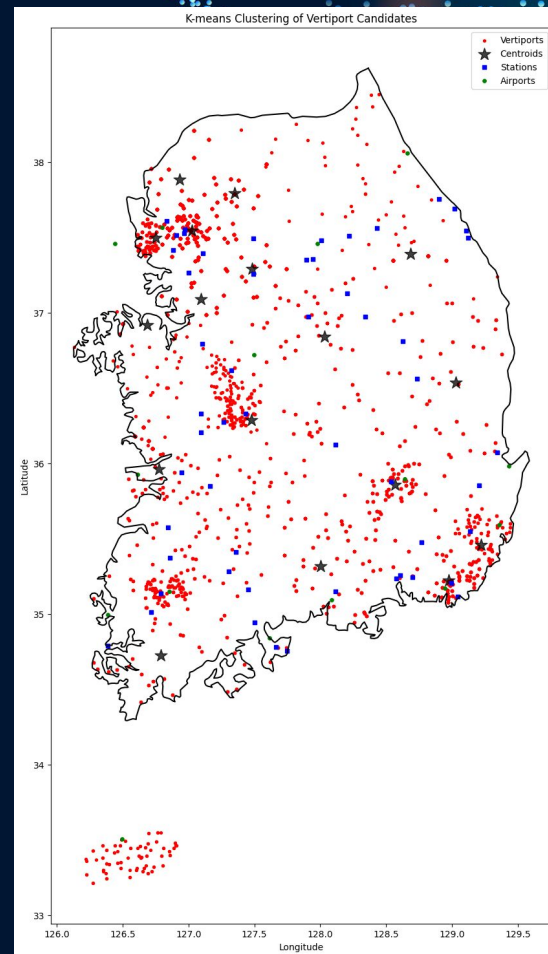 K-means Clustering of Vertiport Candidates
Vertiports
Centroids
Stations
Airports
Latitude
38
37
36
35
34
33
126.0 126.5 127.0 127.5 128.0 128.5 129.0 129.5
Longitude